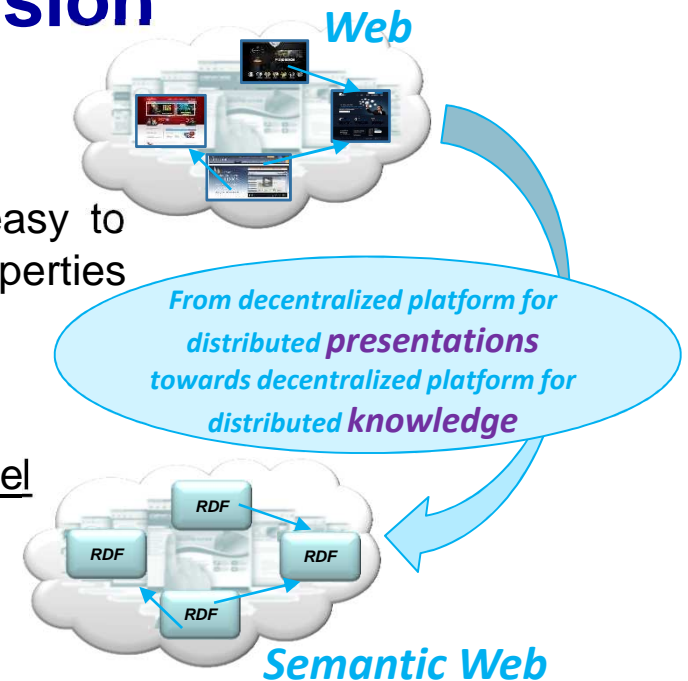 sion
Web
easy to
perties
From decentralized platform for
distributed presentations
towards decentralized platform for
distributed knowledge
el
RDF
RDF
RDF
RDF
Semantic Web